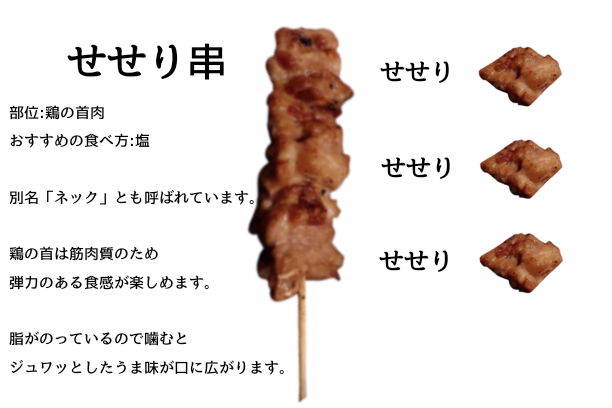 せせり串
部位:鶏の首肉
おすすめの食べ方:塩
別名「ネック」とも呼ばれています。
鶏の首は筋肉質のため
弾力のある食感が楽しめます。
脂がのっているので噛むと
ジュワッとしたうま味が口に広がります。
せせり
せせり
せせり